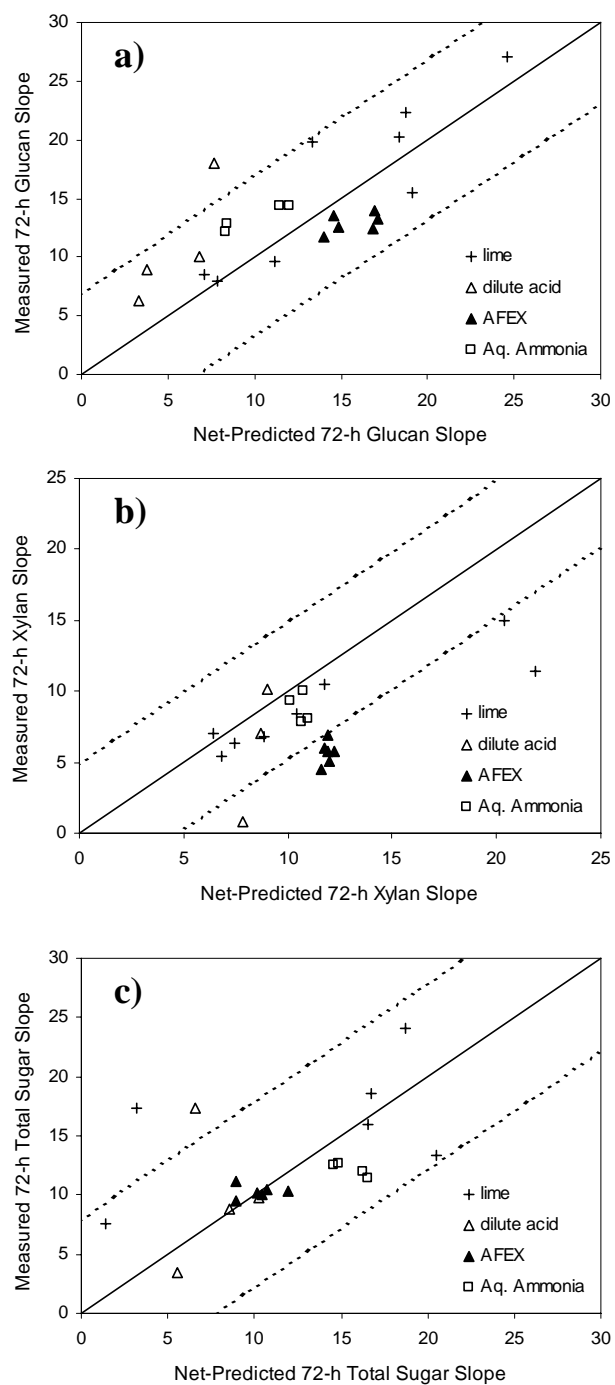 a)
30
25
20
15
10
5
0
Measured 72-h Glucan Slope
lime
dilute acid
AFEX
Aq. Ammonia
0 5 10 15 20 25 30
Net-Predicted 72-h Glucan Slope
b)
25
20
15
10
5
0
Measured 72-h Xylan Slope
lime
dilute acid
AFEX
Aq. Ammonia
0 5 10 15 20 25
Net-Predicted 72-h Xylan Slope
c)
30
25
20
15
10
5
0
Measured 72-h Total Sugar Slope
lime
dilute acid
AFEX
Aq. Ammonia
0 5 10 15 20 25 30
Net-Predicted 72-h Total Sugar Slope